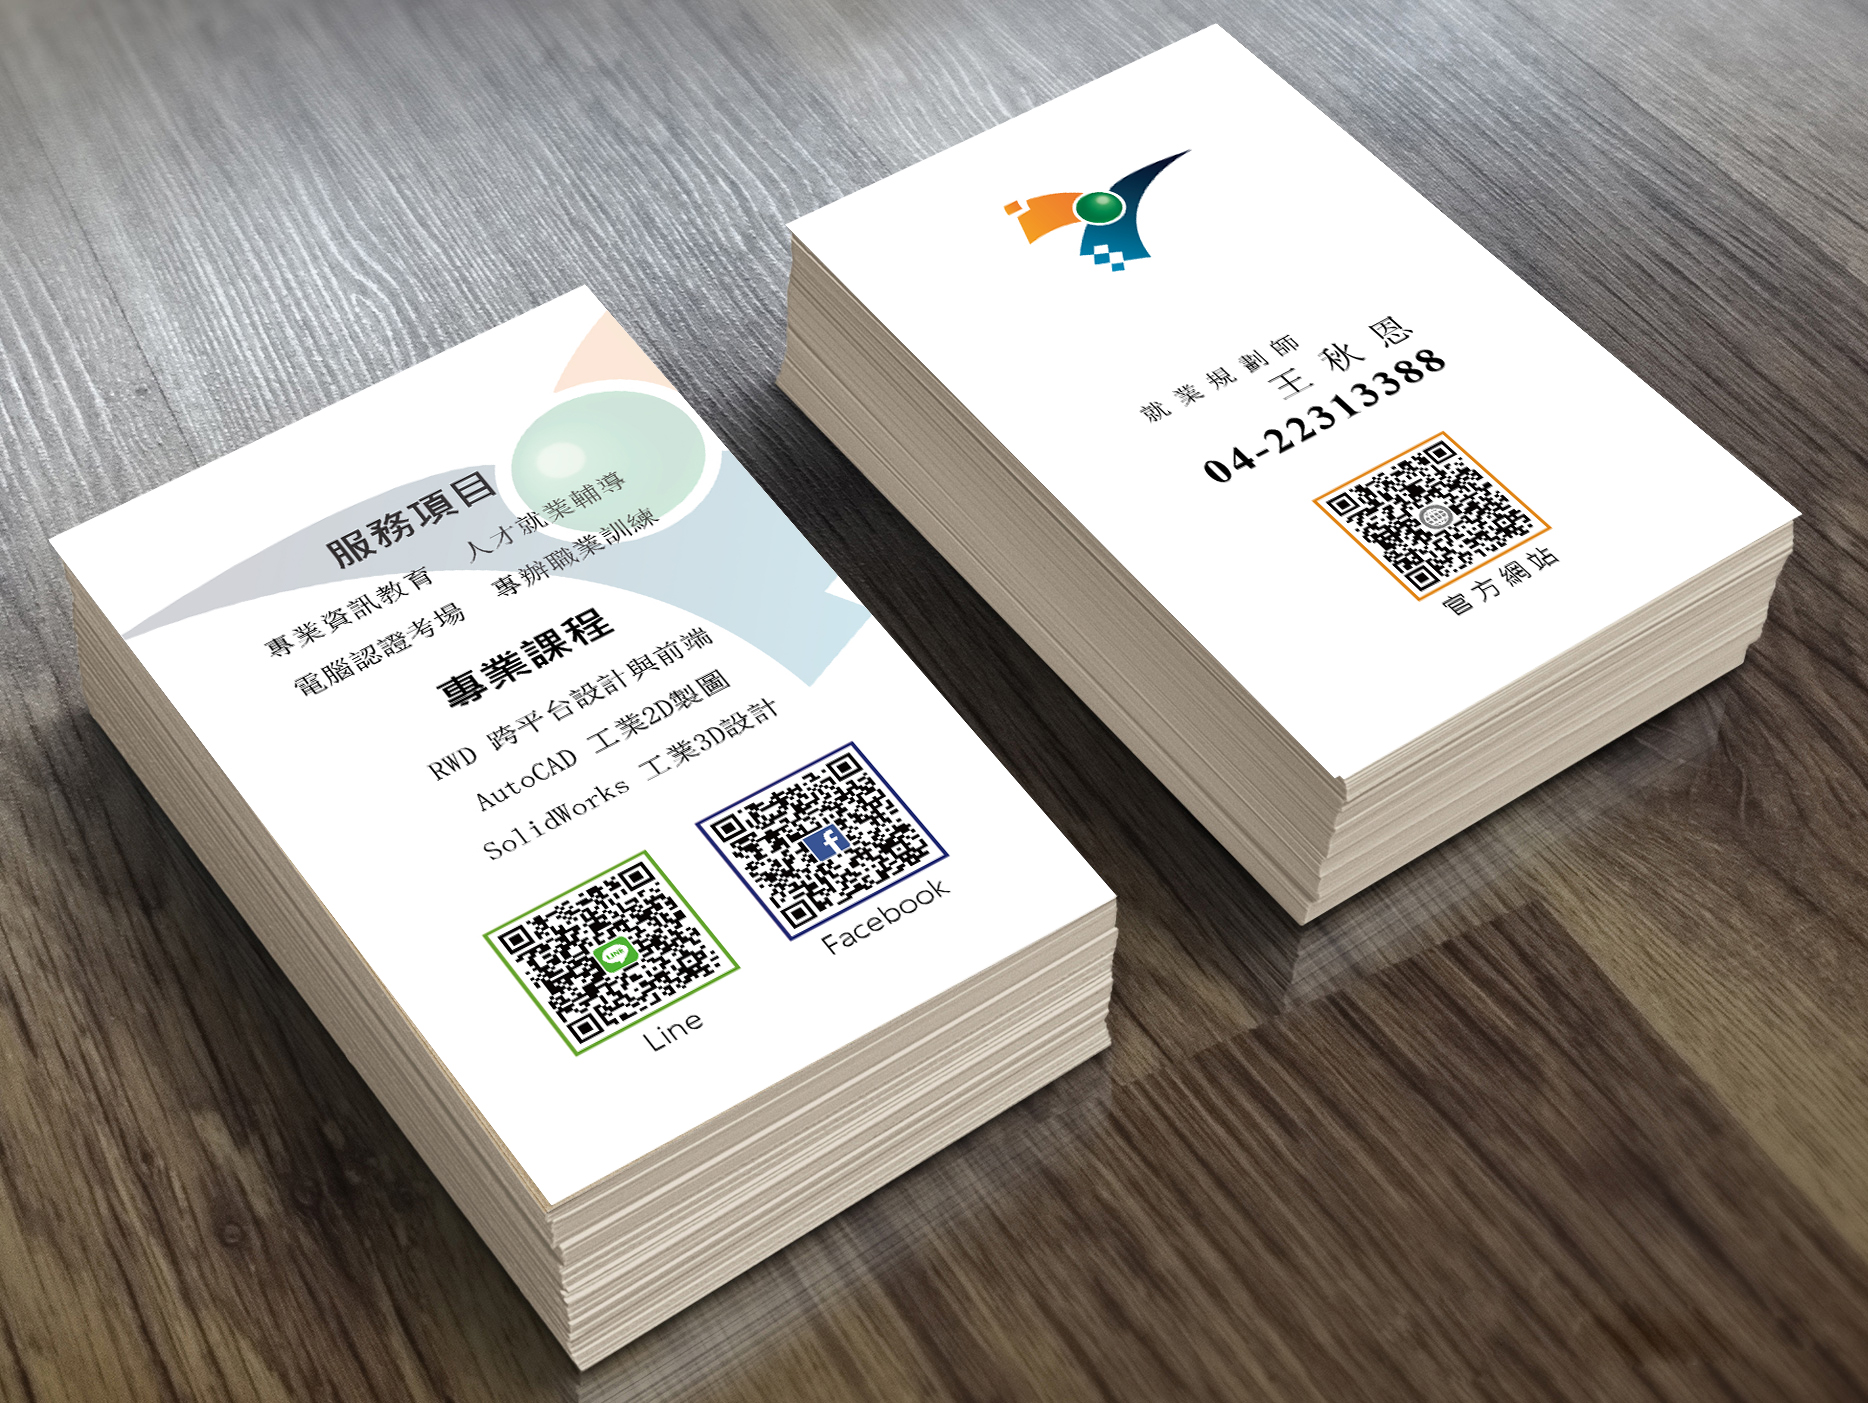 服務項目
專業資訊教育 人才就業輔導
電腦認證考場 專辦職業訓練
專業課程
RWD 跨平台設計與前端
AutoCAD 工業2D製圖
SolidWorks 工業3D設計
LINE
Line
Facebook
就業規劃師
王秋恩
04-22313388
官方網站